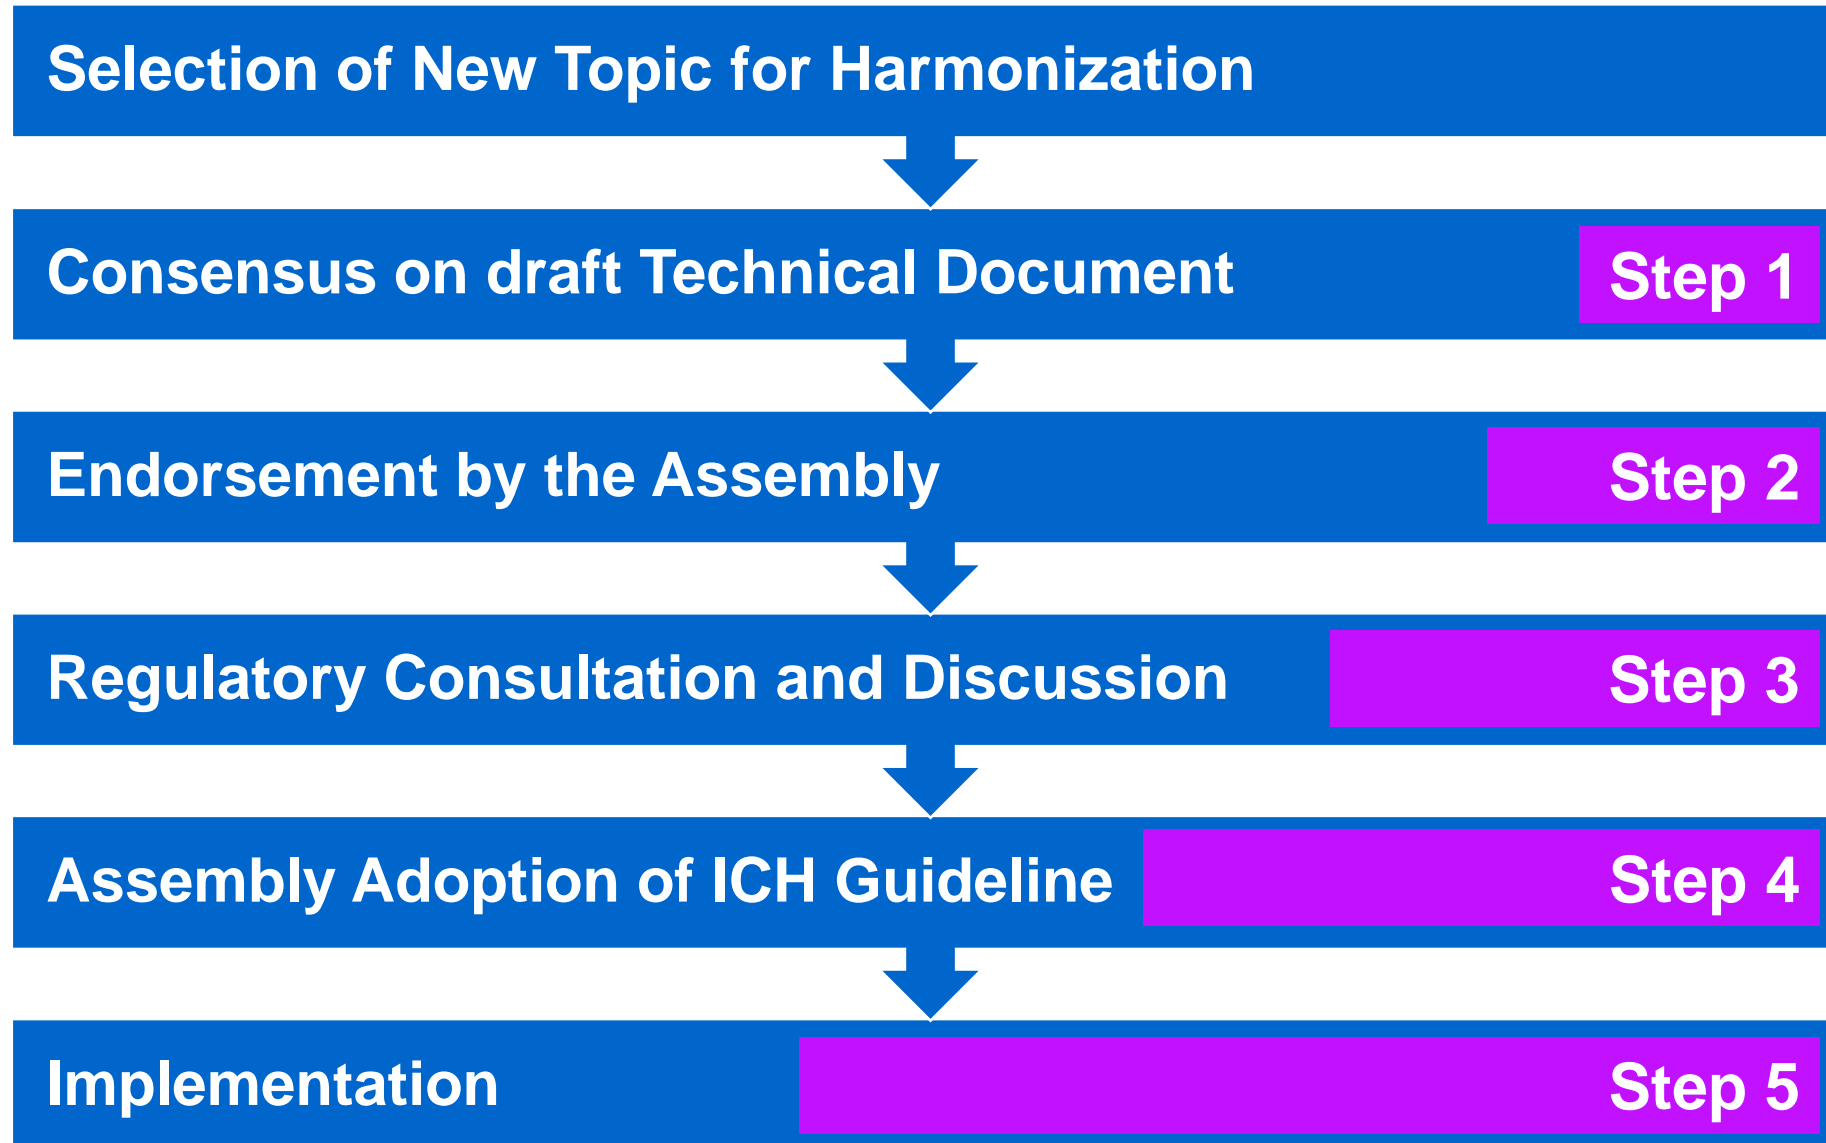 Selection of New Topic for Harmonization
Consensus on draft Technical Document Step 1
Endorsement by the Assembly Step 2
Regulatory Consultation and Discussion Step 3
Assembly Adoption of ICH Guideline Step 4
Implementation Step 5